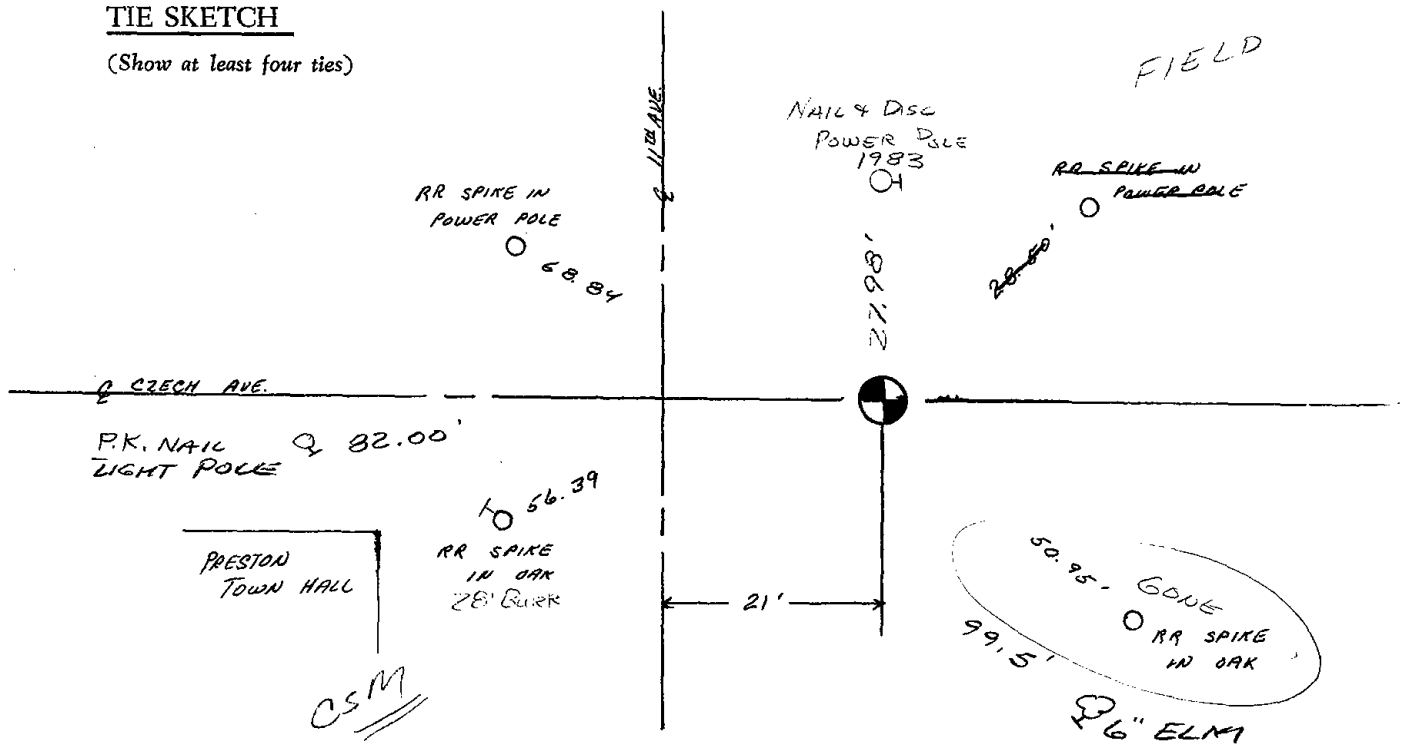 TIE SKETCH
(Show at least four ties)
FIELD
NAIL & DISC
POWER POLE
1983
11TH AVE.
RR SPIKE IN
POWER POLE
68.84
27.98'
RR SPIKE IN
POWER POLE
28.50'
℄ CZECH AVE.
P.K. NAIL
LIGHT POLE
82.00'
56.39
RR SPIKE
IN OAK
28"
PRESTON
TOWN HALL
CSM
21'
50.95'
GONE
RR SPIKE
IN OAK
99.5'
6" ELM